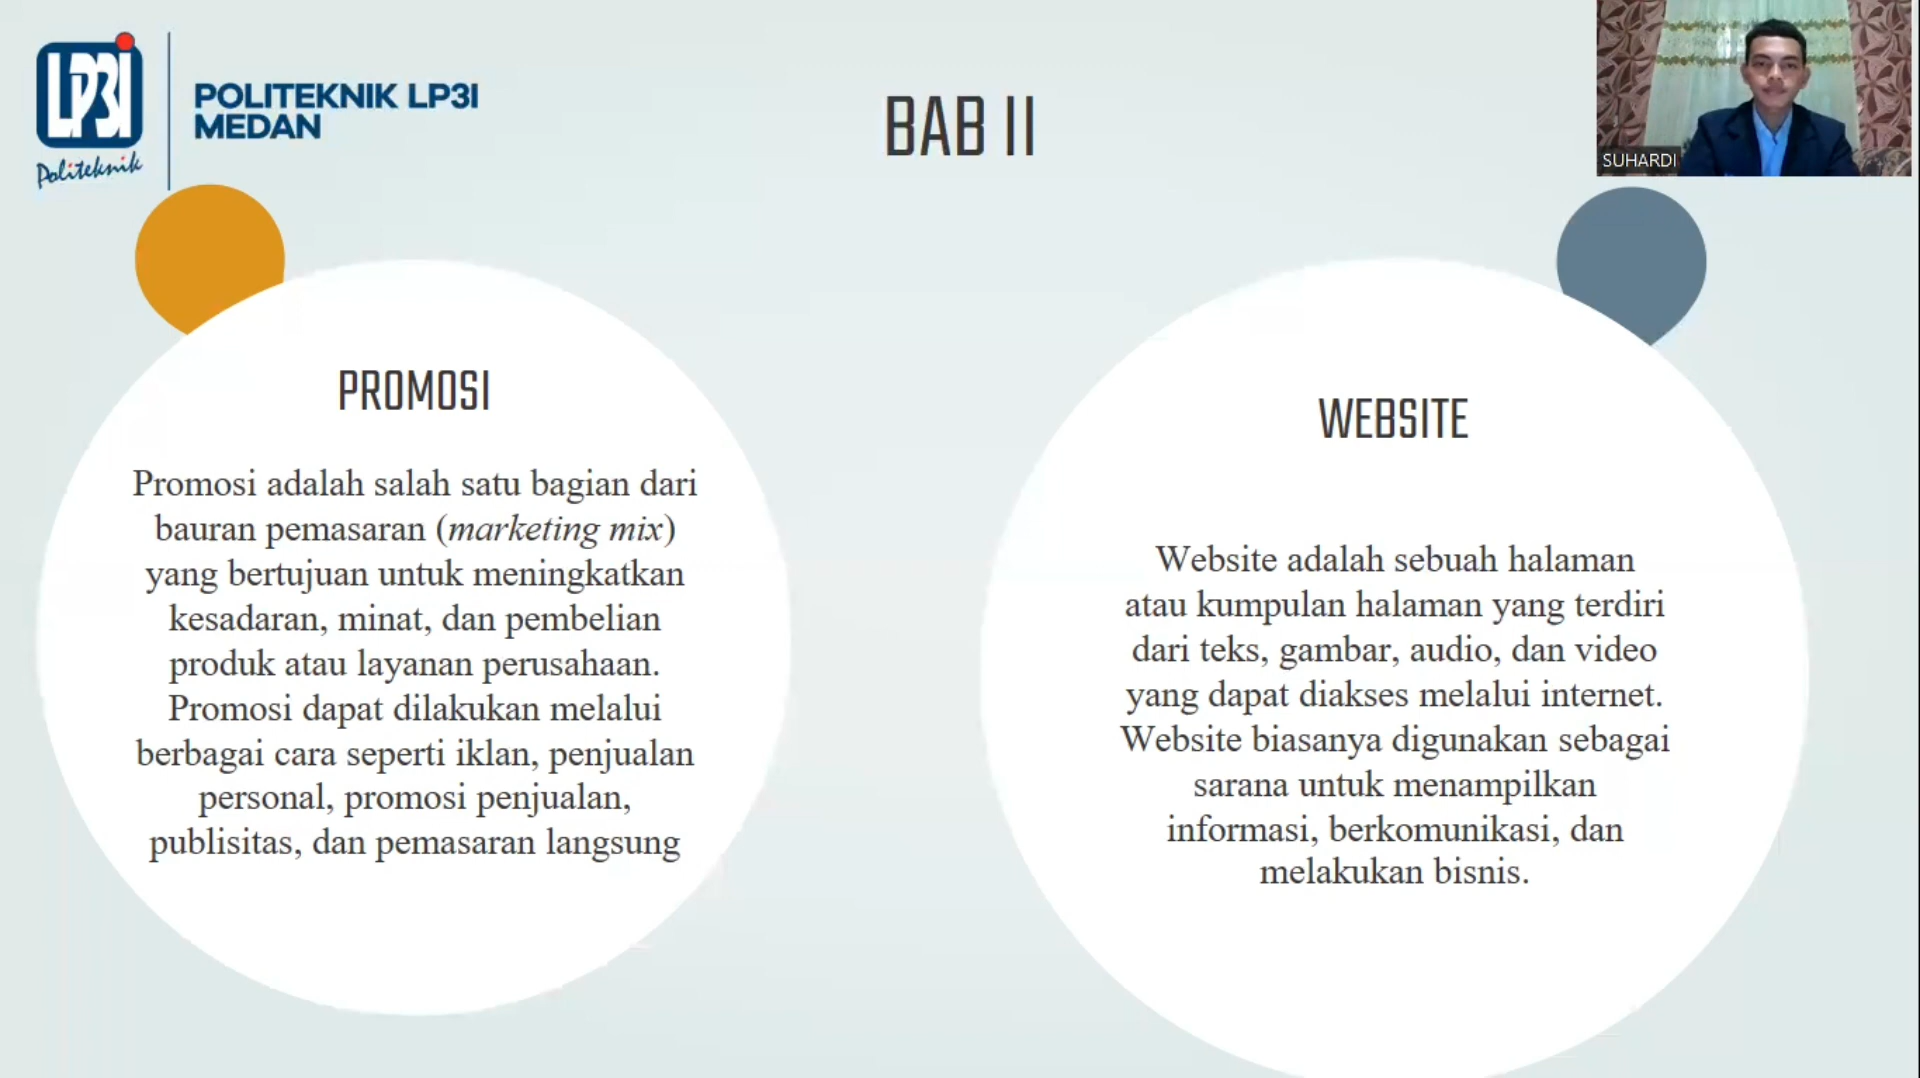 LP3I
Politeknik
POLITEKNIK LP3I
MEDAN
BAB II
SUHARDI
PROMOSI
Promosi adalah salah satu bagian dari
bauran pemasaran (marketing mix)
yang bertujuan untuk meningkatkan
kesadaran, minat, dan pembelian
produk atau layanan perusahaan.
Promosi dapat dilakukan melalui
berbagai cara seperti iklan, penjualan
personal, promosi penjualan,
publisitas, dan pemasaran langsung
WEBSITE
Website adalah sebuah halaman
atau kumpulan halaman yang terdiri
dari teks, gambar, audio, dan video
yang dapat diakses melalui internet.
Website biasanya digunakan sebagai
sarana untuk menampilkan
informasi, berkomunikasi, dan
melakukan bisnis.